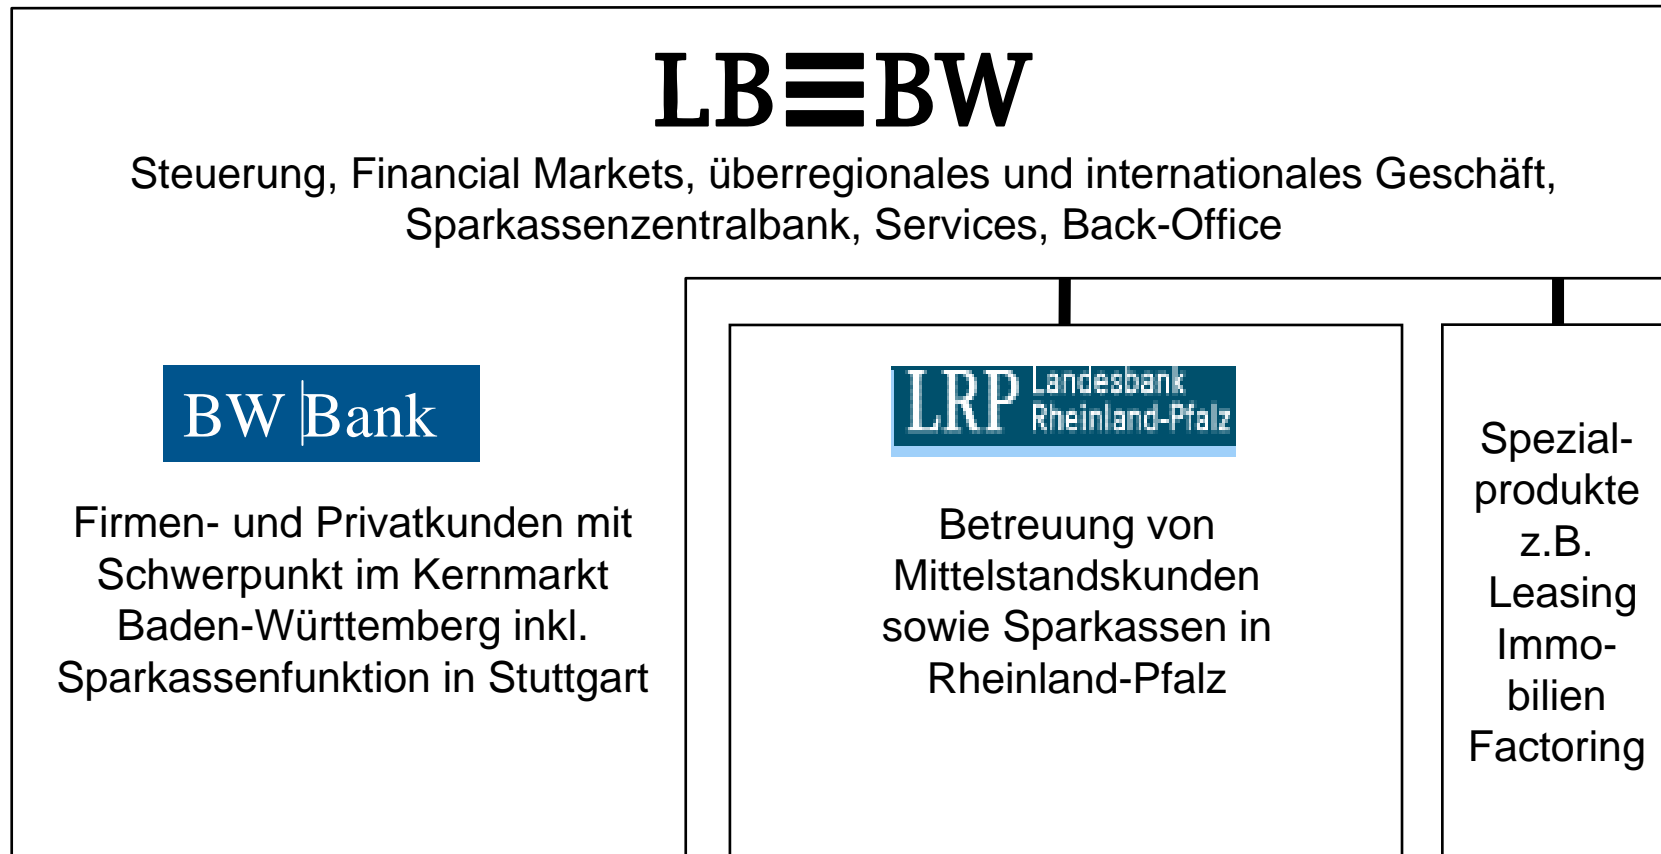 LB≡BW
Steuerung, Financial Markets, überregionales und internationales Geschäft,
Sparkassenzentralbank, Services, Back-Office
BW Bank
Firmen- und Privatkunden mit
Schwerpunkt im Kernmarkt
Baden-Württemberg inkl.
Sparkassenfunktion in Stuttgart
LRP Landesbank
Rheinland-Pfalz
Betreuung von
Mittelstandskunden
sowie Sparkassen in
Rheinland-Pfalz
Spezial-
produkte
z.B.
Leasing
Immo-
bilien
Factoring